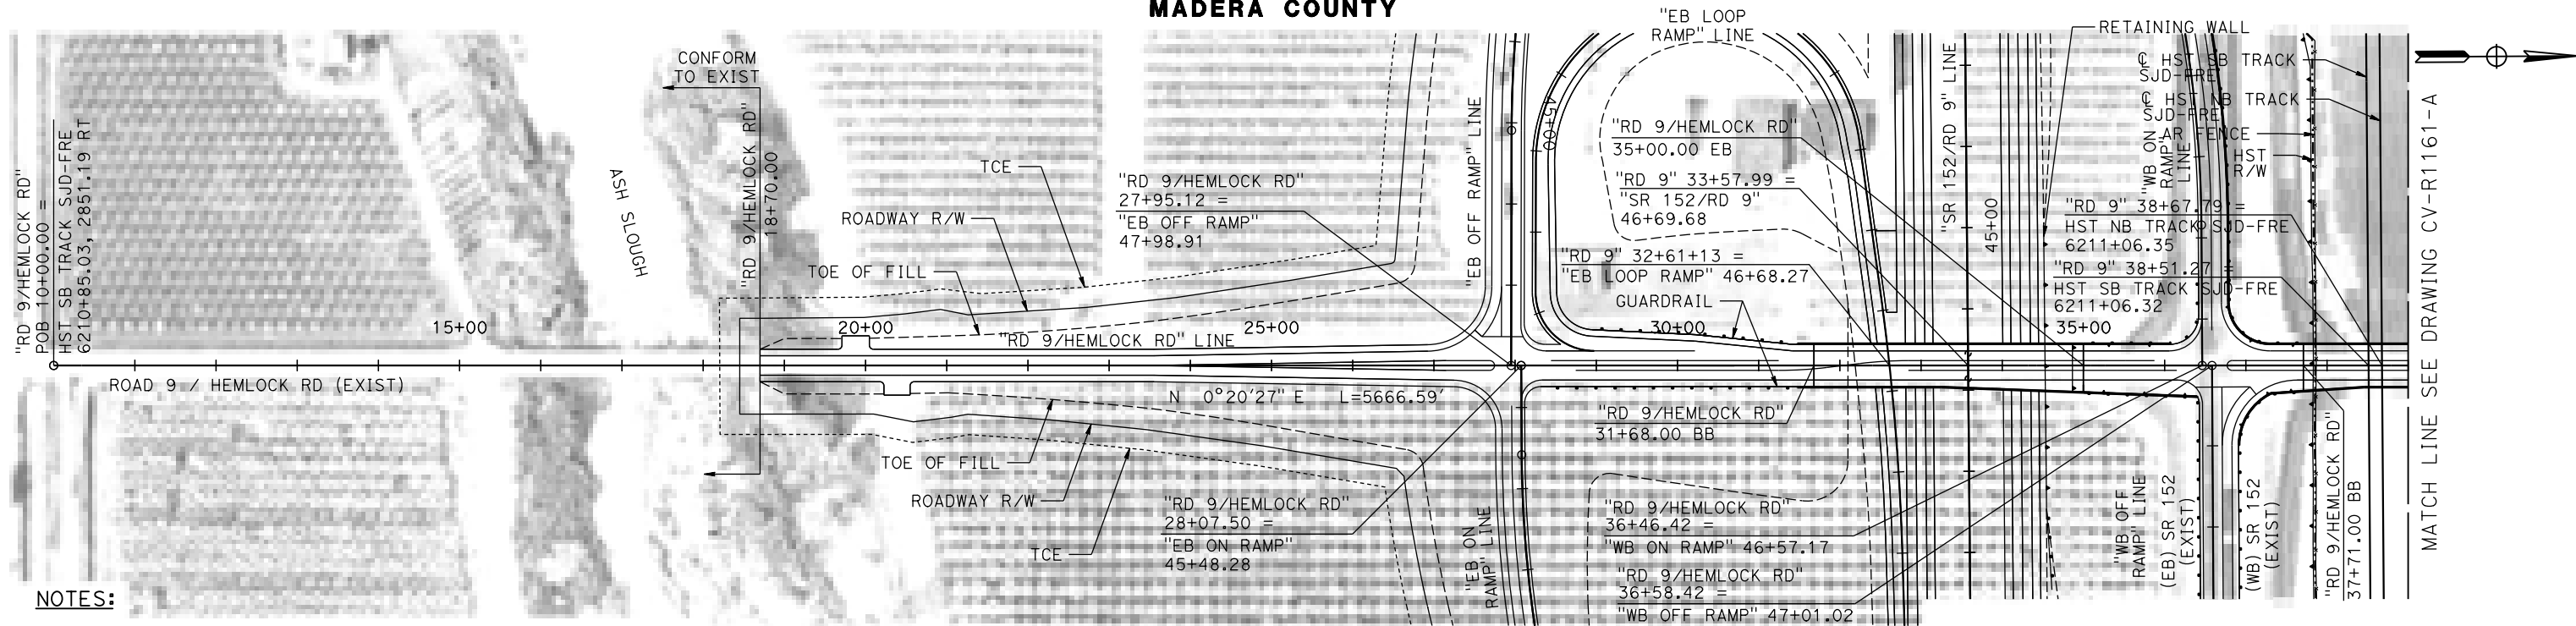 MADERA COUNTY
"RD 9/HEMLOCK RD"
POB 10+00.00 =
HST SB TRACK SJD-FRE
6210+85.03, 2851.19 RT
15+00
ROAD 9 / HEMLOCK RD (EXIST)
ASH SLOUGH
CONFORM
TO EXIST
"RD 9/HEMLOCK RD"
18+70.00
TCE
ROADWAY R/W
TOE OF FILL
20+00
"RD 9/HEMLOCK RD" LINE
25+00
"RD 9/HEMLOCK RD"
27+95.12 =
"EB OFF RAMP"
47+98.91
N 0°20'27" E L=5666.59'
TOE OF FILL
ROADWAY R/W
TCE
"RD 9/HEMLOCK RD"
28+07.50 =
"EB ON RAMP"
45+48.28
"EB OFF RAMP" LINE
"EB ON
RAMP" LINE
"EB LOOP
RAMP" LINE
45+00
"RD 9/HEMLOCK RD"
35+00.00 EB
"RD 9" 33+57.99 =
"SR 152/RD 9"
46+69.68
"RD 9" 32+61+13 =
"EB LOOP RAMP" 46+68.27
GUARDRAIL
30+00
"RD 9/HEMLOCK RD"
31+68.00 BB
"RD 9/HEMLOCK RD"
36+46.42 =
"WB ON RAMP" 46+57.17
"RD 9/HEMLOCK RD"
36+58.42 =
"WB OFF RAMP" 47+01.02
"SR 152/RD 9" LINE
45+00
RETAINING WALL
℄ HST SB TRACK
SJD-FRE
℄ HST NB TRACK
SJD-FRE
AR FENCE
HST
R/W
"WB ON
RAMP"
LINE
"RD 9" 38+67.79 =
HST NB TRACK SJD-FRE
6211+06.35
"RD 9" 38+51.27 =
HST SB TRACK SJD-FRE
6211+06.32
35+00
"WB OFF
RAMP" LINE
(EB) SR 152
(EXIST)
(WB) SR 152
(EXIST)
"RD 9/HEMLOCK RD"
37+71.00 BB
MATCH LINE SEE DRAWING CV-R1161-A
NOTES: